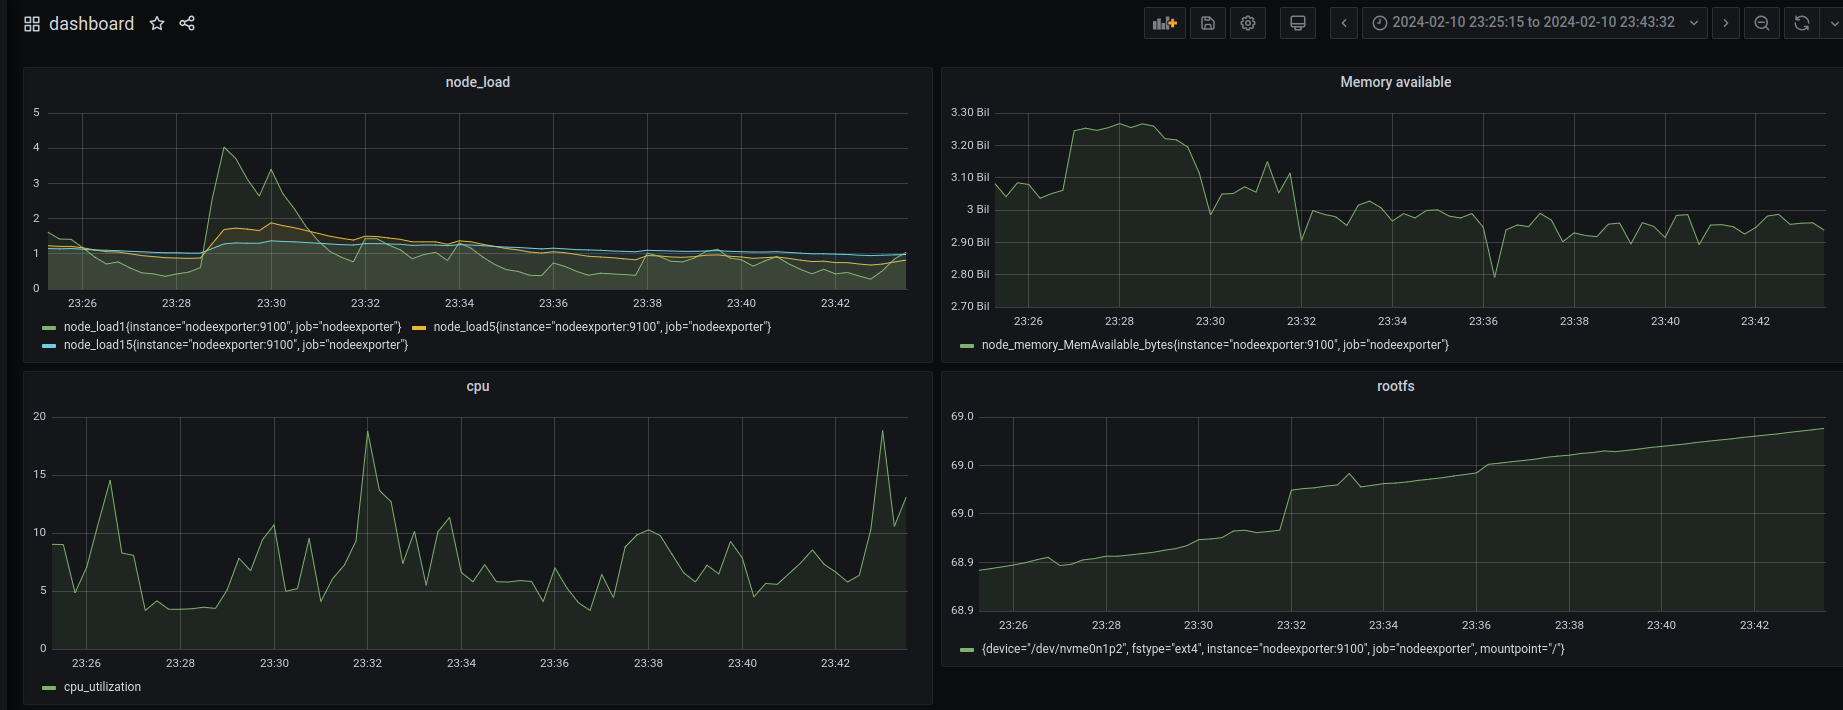 dashboard
2024-02-10 23:25:15 to 2024-02-10 23:43:32
node_load
5
4
3
2
1
0
23:26 23:28 23:30 23:32 23:34 23:36 23:38 23:40 23:42
node_load1{instance="nodeexporter:9100", job="nodeexporter"} node_load5{instance="nodeexporter:9100", job="nodeexporter"}
node_load15{instance="nodeexporter:9100", job="nodeexporter"}
Memory available
3.30 Bil
3.20 Bil
3.10 Bil
3 Bil
2.90 Bil
2.80 Bil
2.70 Bil
23:26 23:28 23:30 23:32 23:34 23:36 23:38 23:40 23:42
node_memory_MemAvailable_bytes{instance="nodeexporter:9100", job="nodeexporter"}
cpu
20
15
10
5
0
23:26 23:28 23:30 23:32 23:34 23:36 23:38 23:40 23:42
cpu_utilization
rootfs
69.0
69.0
69.0
68.9
68.9
23:26 23:28 23:30 23:32 23:34 23:36 23:38 23:40 23:42
{device="/dev/nvme0n1p2", fstype="ext4", instance="nodeexporter:9100", job="nodeexporter", mountpoint="/"}